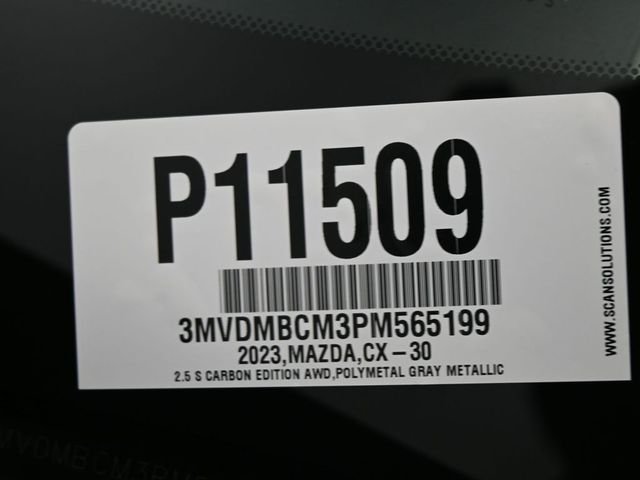 P11509
3MVDMBCM3PM565199
2023,MAZDA,CX-30
2.5 S CARBON EDITION AWD,POLYMETAL GRAY METALLIC
WWW.SCANSOLUTIONS.COM